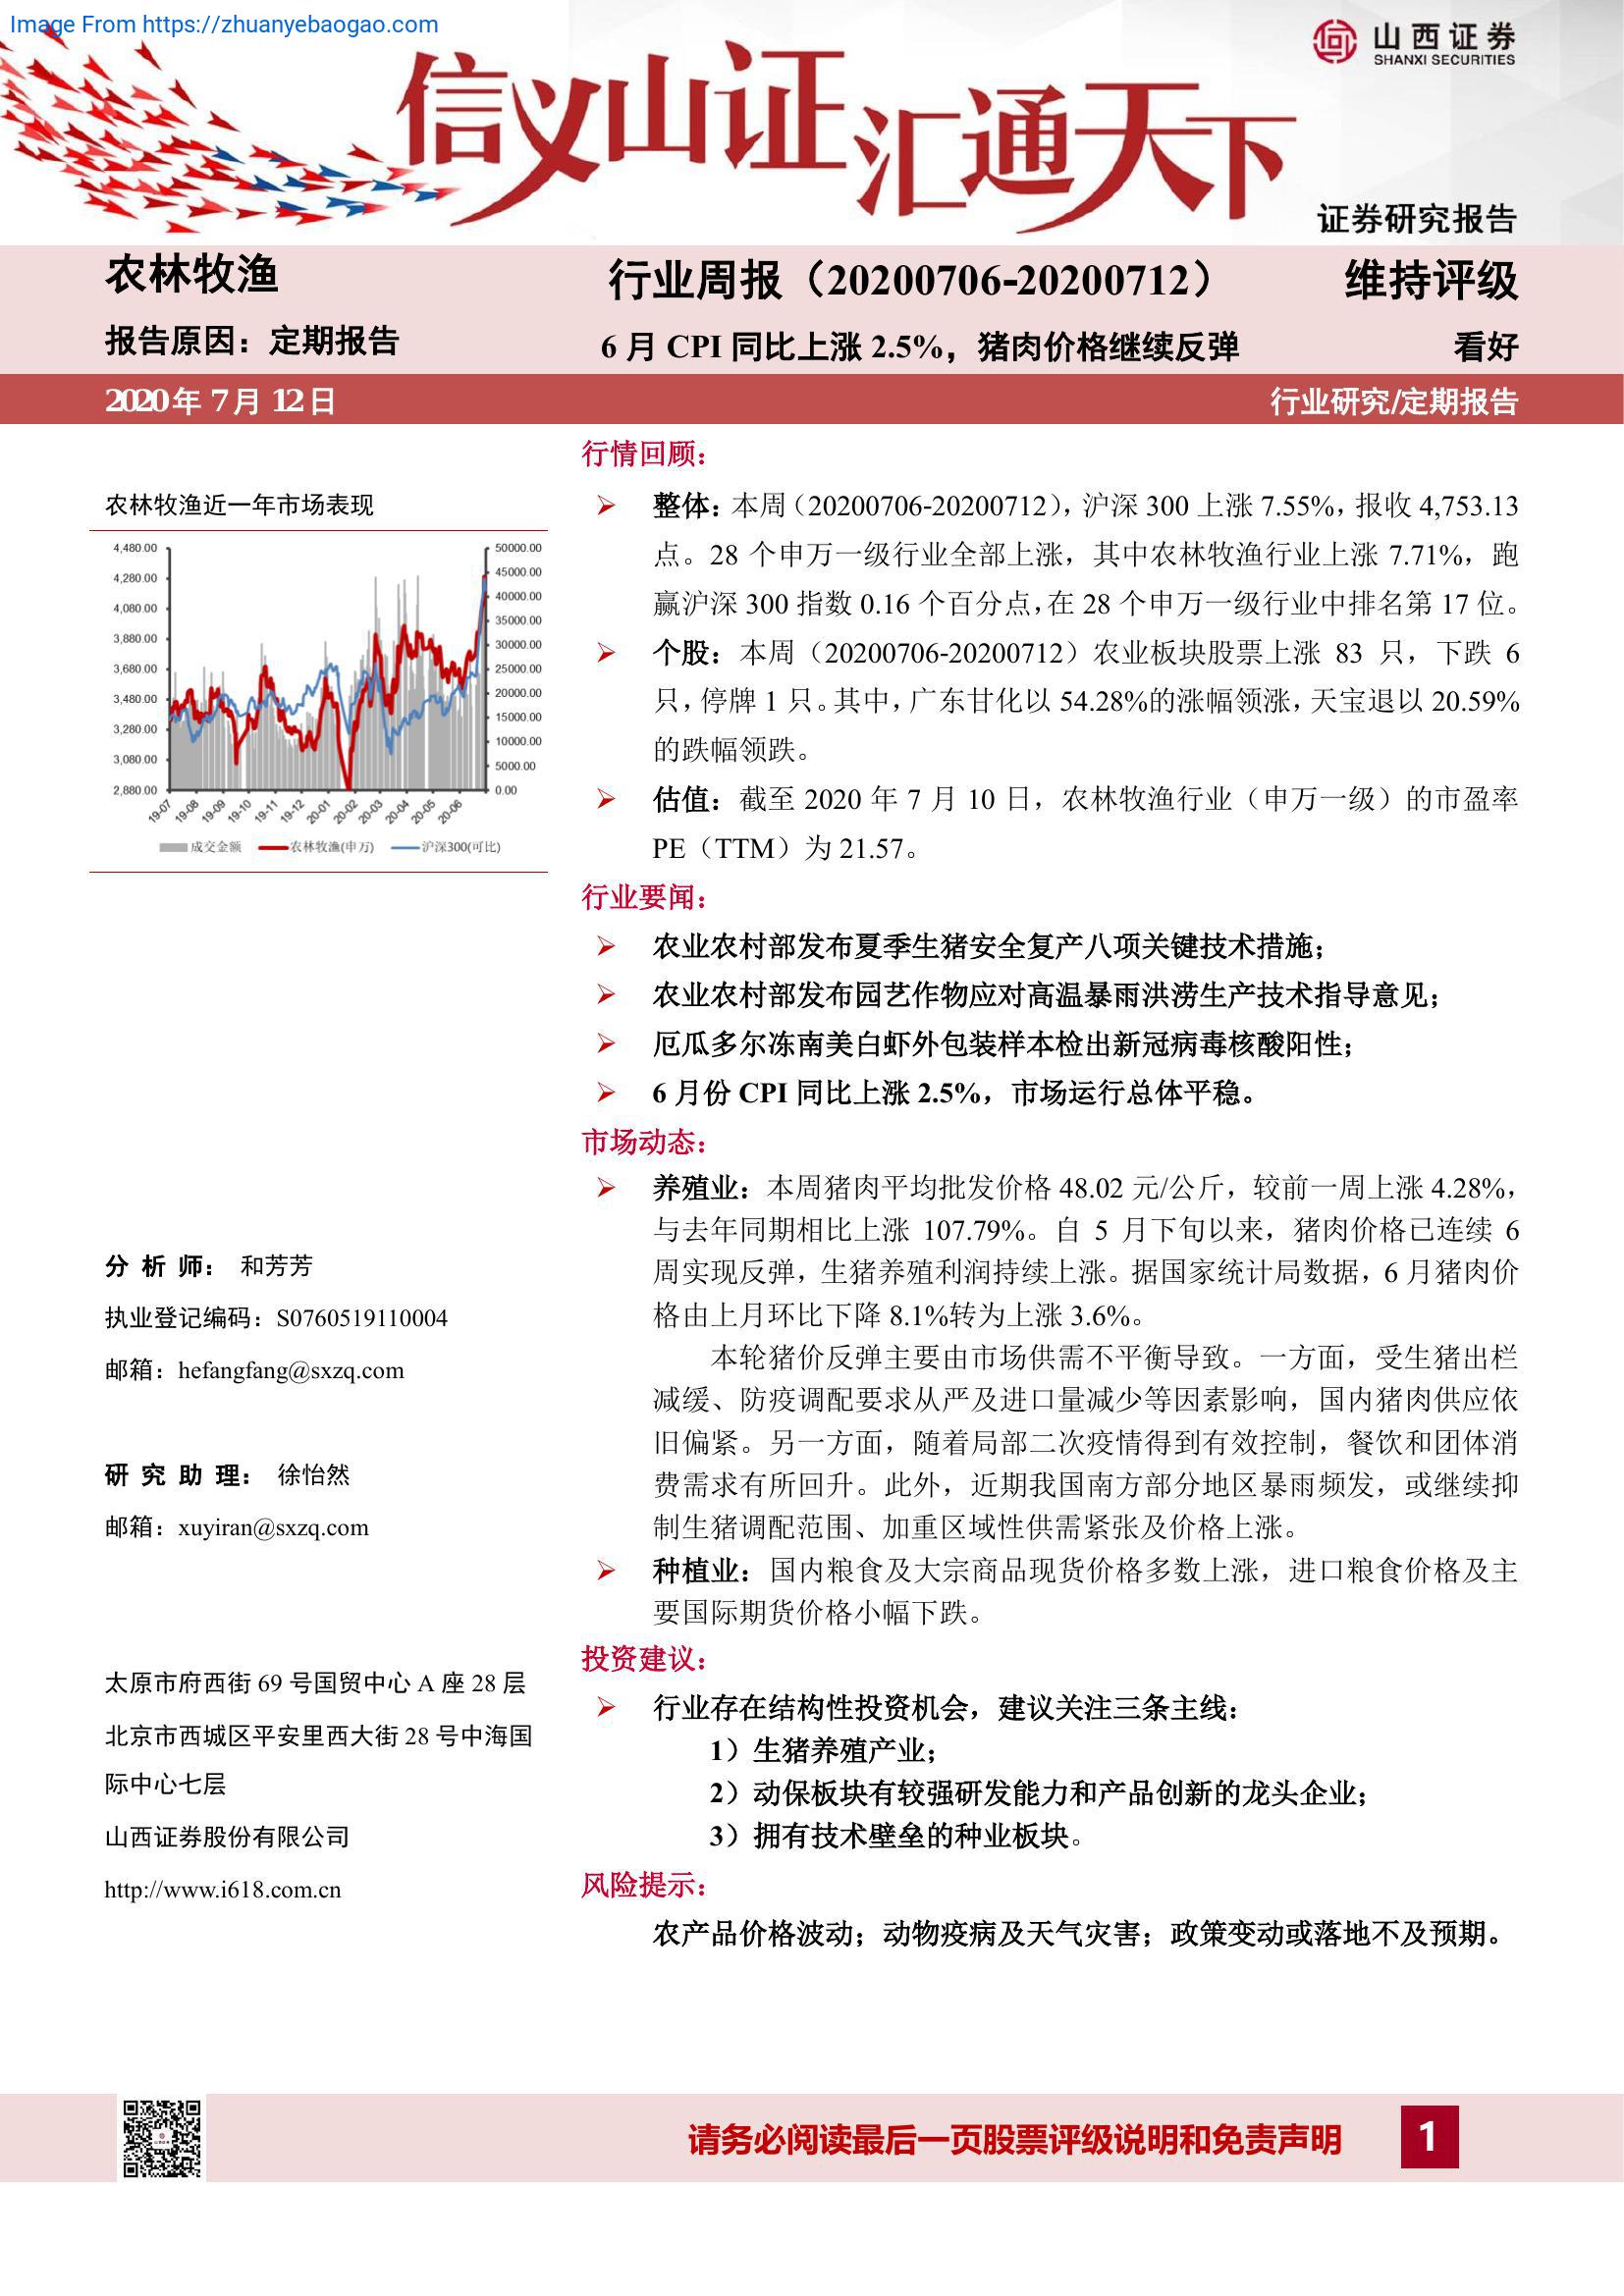 Image From https://zhuanyebaogao.com
山西证券
SHANXI SECURITIES
信义山证汇通天下
证券研究报告
农林牧渔
行业周报（20200706-20200712）
维持评级
报告原因：定期报告
6 月 CPI 同比上涨 2.5%，猪肉价格继续反弹
看好
2020 年 7 月 12 日
行业研究/定期报告
农林牧渔近一年市场表现
4,480.00
4,280.00
4,080.00
3,880.00
3,680.00
3,480.00
3,280.00
3,080.00
2,880.00
50000.00
45000.00
40000.00
35000.00
30000.00
25000.00
20000.00
15000.00
10000.00
5000.00
0.00
19-07
19-08
19-09
19-10
19-11
19-12
20-01
20-02
20-03
20-04
20-05
20-06
成交金额
农林牧渔(申万)
沪深300(可比)
分 析 师： 和芳芳
执业登记编码：S0760519110004
邮箱：hefangfang@sxzq.com
研 究 助 理： 徐怡然
邮箱：xuyiran@sxzq.com
太原市府西街 69 号国贸中心 A 座 28 层
北京市西城区平安里西大街 28 号中海国
际中心七层
山西证券股份有限公司
http://www.i618.com.cn
行情回顾：
整体：本周（20200706-20200712），沪深 300 上涨 7.55%，报收 4,753.13
点。28 个申万一级行业全部上涨，其中农林牧渔行业上涨 7.71%，跑
赢沪深 300 指数 0.16 个百分点，在 28 个申万一级行业中排名第 17 位。
个股：本周（20200706-20200712）农业板块股票上涨 83 只，下跌 6
只，停牌 1 只。其中，广东甘化以 54.28%的涨幅领涨，天宝退以 20.59%
的跌幅领跌。
估值：截至 2020 年 7 月 10 日，农林牧渔行业（申万一级）的市盈率
PE（TTM）为 21.57。
行业要闻：
农业农村部发布夏季生猪安全复产八项关键技术措施；
农业农村部发布园艺作物应对高温暴雨洪涝生产技术指导意见；
厄瓜多尔冻南美白虾外包装样本检出新冠病毒核酸阳性；
6 月份 CPI 同比上涨 2.5%，市场运行总体平稳。
市场动态：
养殖业：本周猪肉平均批发价格 48.02 元/公斤，较前一周上涨 4.28%，
与去年同期相比上涨 107.79%。自 5 月下旬以来，猪肉价格已连续 6
周实现反弹，生猪养殖利润持续上涨。据国家统计局数据，6 月猪肉价
格由上月环比下降 8.1%转为上涨 3.6%。
本轮猪价反弹主要由市场供需不平衡导致。一方面，受生猪出栏
减缓、防疫调配要求从严及进口量减少等因素影响，国内猪肉供应依
旧偏紧。另一方面，随着局部二次疫情得到有效控制，餐饮和团体消
费需求有所回升。此外，近期我国南方部分地区暴雨频发，或继续抑
制生猪调配范围、加重区域性供需紧张及价格上涨。
种植业：国内粮食及大宗商品现货价格多数上涨，进口粮食价格及主
要国际期货价格小幅下跌。
投资建议：
行业存在结构性投资机会，建议关注三条主线：
1）生猪养殖产业；
2）动保板块有较强研发能力和产品创新的龙头企业；
3）拥有技术壁垒的种业板块。
风险提示：
农产品价格波动；动物疫病及天气灾害；政策变动或落地不及预期。
请务必阅读最后一页股票评级说明和免责声明
1